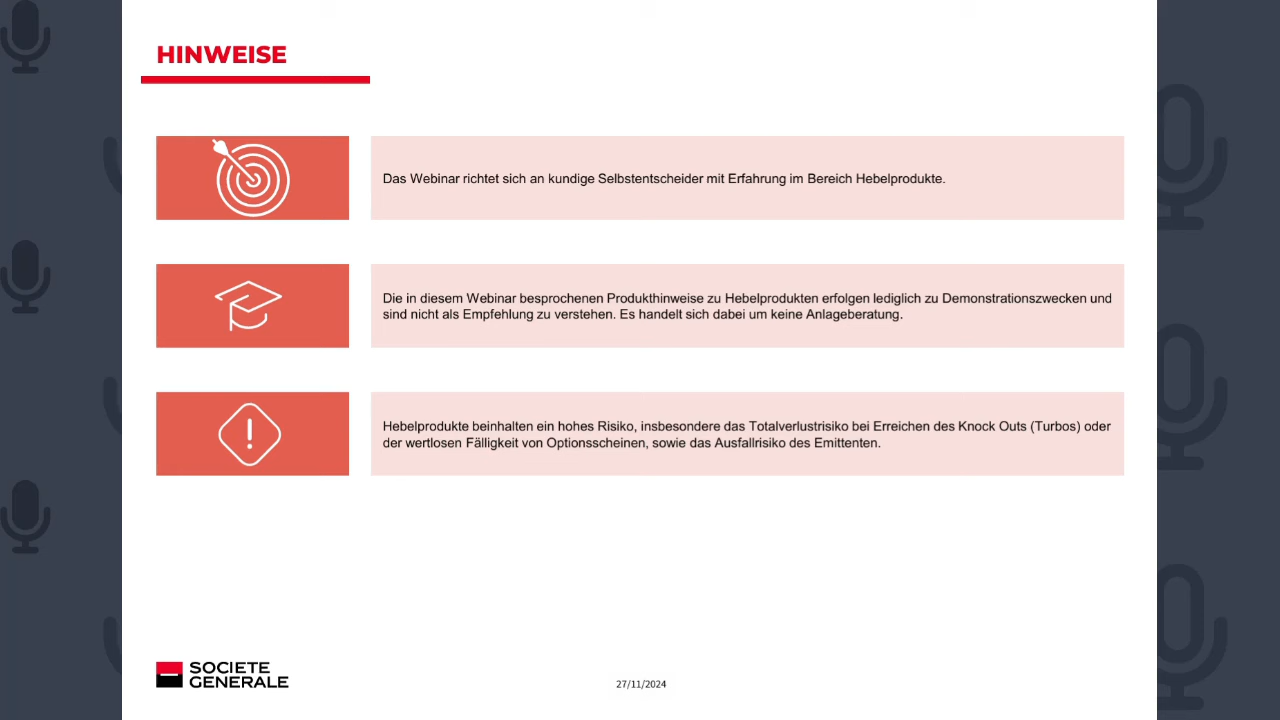 HINWEISE
Das Webinar richtet sich an kundige Selbstentscheider mit Erfahrung im Bereich Hebelprodukte.
Die in diesem Webinar besprochenen Produkthinweise zu Hebelprodukten erfolgen lediglich zu Demonstrationszwecken und
sind nicht als Empfehlung zu verstehen. Es handelt sich dabei um keine Anlageberatung.
Hebelprodukte beinhalten ein hohes Risiko, insbesondere das Totalverlustrisiko bei Erreichen des Knock Outs (Turbos) oder
der wertlosen Fälligkeit von Optionsscheinen, sowie das Ausfallrisiko des Emittenten.
SOCIETE
GENERALE
27/11/2024